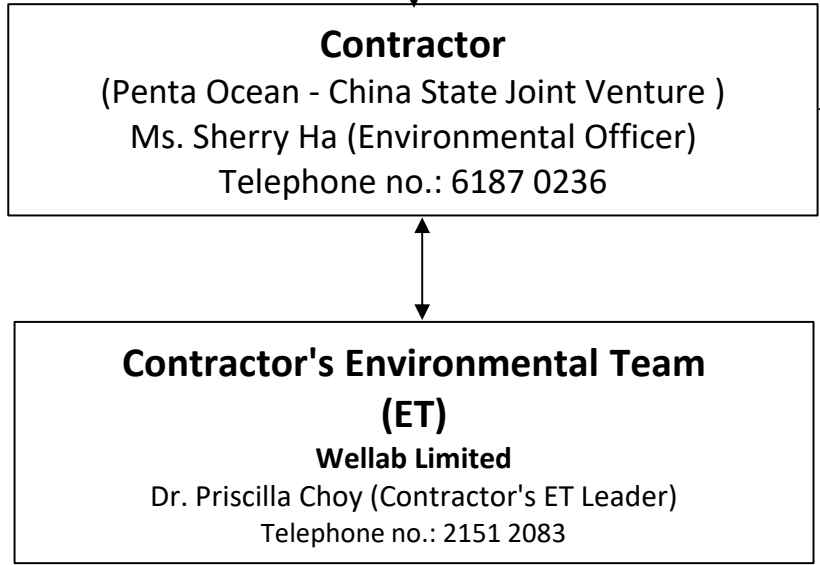 Contractor
(Penta Ocean - China State Joint Venture )
Ms. Sherry Ha (Environmental Officer)
Telephone no.: 6187 0236
Contractor's Environmental Team
(ET)
Wellab Limited
Dr. Priscilla Choy (Contractor's ET Leader)
Telephone no.: 2151 2083